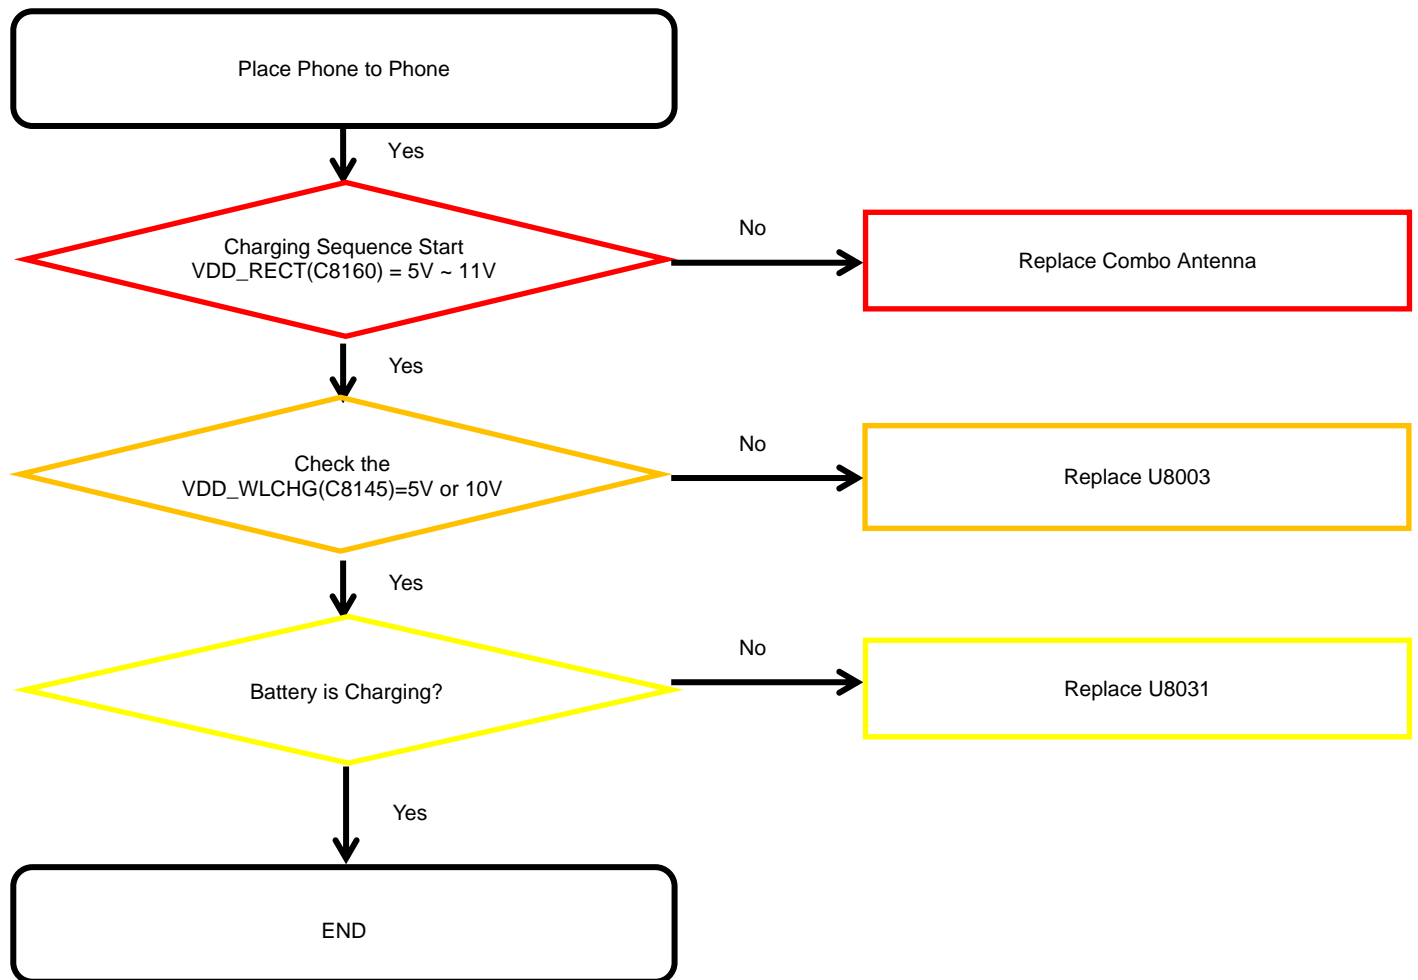 Place Phone to Phone
Yes
Charging Sequence Start
VDD_RECT(C8160) = 5V ~ 11V
No
Replace Combo Antenna
Yes
Check the
VDD_WLCHG(C8145)=5V or 10V
No
Replace U8003
Yes
Battery is Charging?
No
Replace U8031
Yes
END